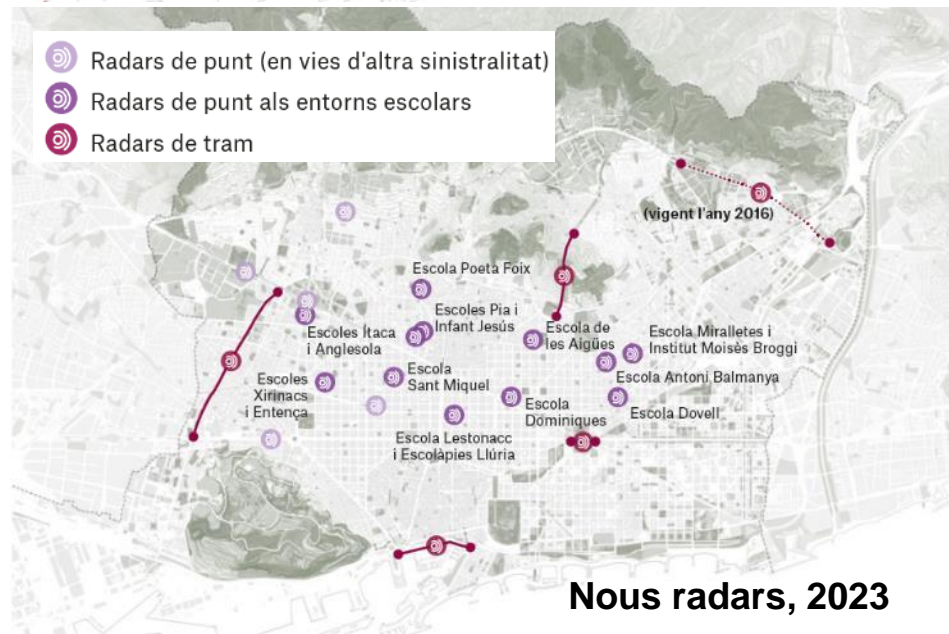 Radars de punt (en vies d'altra sinistralitat)
Radars de punt als entorns escolars
Radars de tram
(vigent l'any 2016)
Escola Poeta Foix
Escoles Pia i
Infant Jesús
Escoles Ítaca
i Anglesola
Escola de
les Aigües
Escola Miralletes i
Institut Moisès Broggi
Escoles
Xirinacs
i Entença
Escola
Sant Miquel
Escola Antoni Balmanya
Escola
Dominiques
Escola Dovell
Escola Lestonacc
i Escolàpies Llúria
Nous radars, 2023